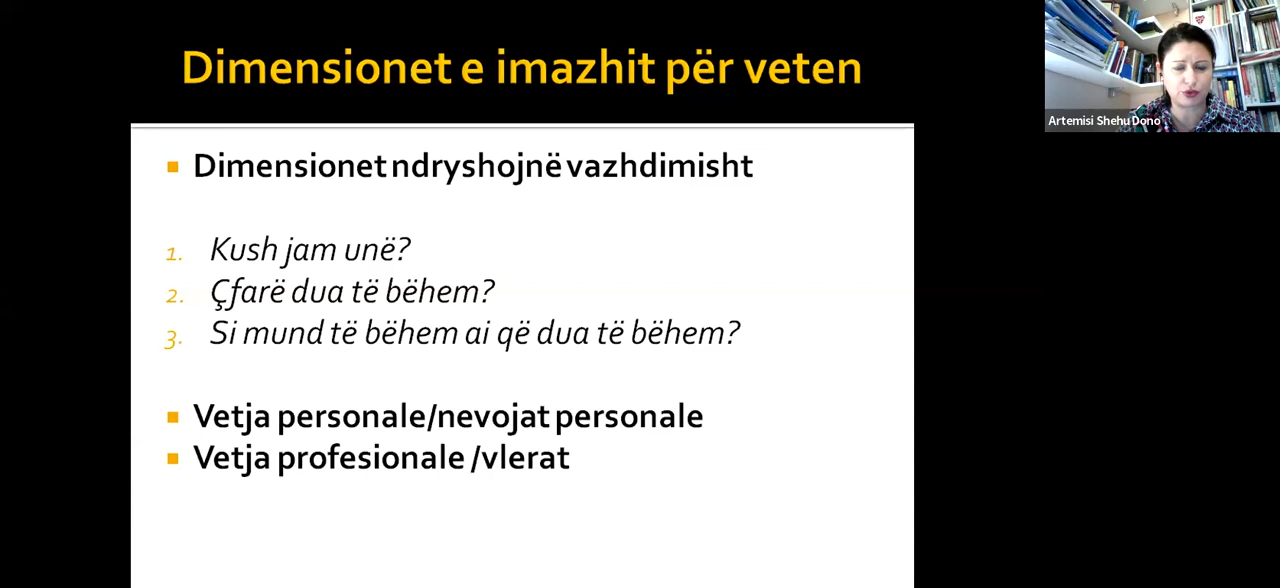 Dimensionet e imazhit për veten
Artemisi Shehu Dono
Dimensionet ndryshojnë vazhdimisht
1. Kush jam unë?
2. Çfarë dua të bëhem?
3. Si mund të bëhem ai që dua të bëhem?
Vetja personale/nevojat personale
Vetja profesionale /vlerat